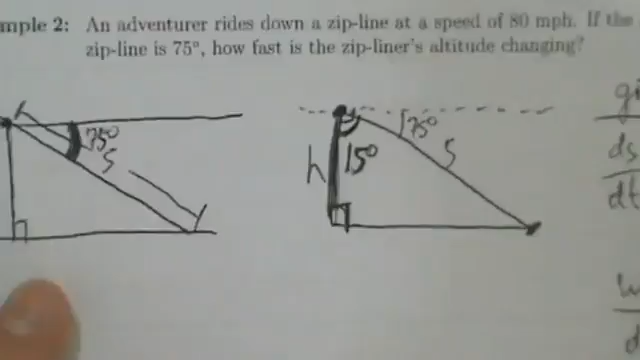 mple 2: An adventurer rides down a zip-line at a speed of 80 mph. If the
zip-line is 75°, how fast is the zip-liner's altitude changing?
75°
S
h
15°
75°
S
gi
ds
dt
d